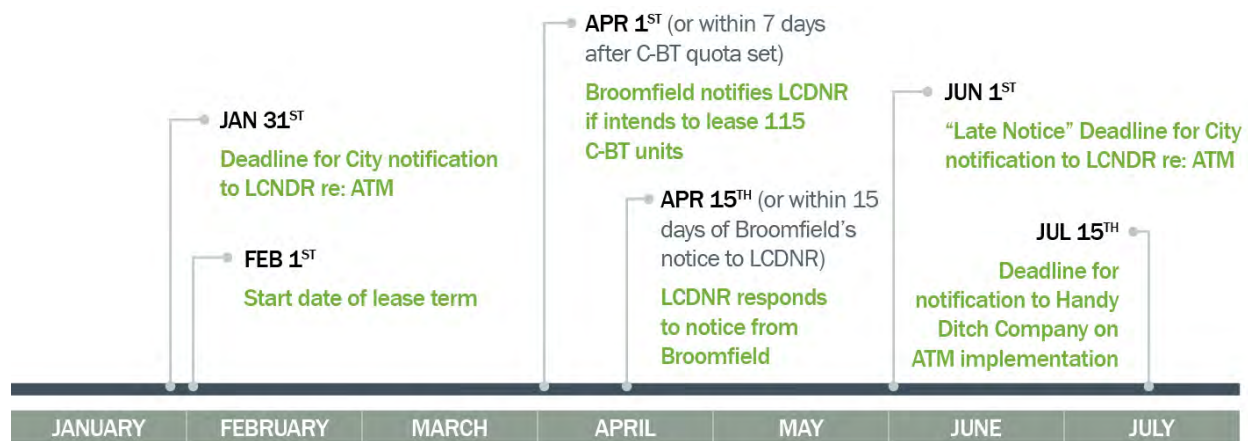 JAN 31ST
Deadline for City notification
to LCNDR re: ATM
FEB 1ST
Start date of lease term
APR 1ST (or within 7 days
after C-BT quota set)
Broomfield notifies LCDNR
if intends to lease 115
C-BT units
APR 15TH (or within 15
days of Broomfield's
notice to LCDNR)
LCDNR responds
to notice from
Broomfield
JUN 1ST
“Late Notice” Deadline for City
notification to LCNDR re: ATM
JUL 15TH
Deadline for
notification to Handy
Ditch Company on
ATM implementation
JANUARY
FEBRUARY
MARCH
APRIL
MAY
JUNE
JULY